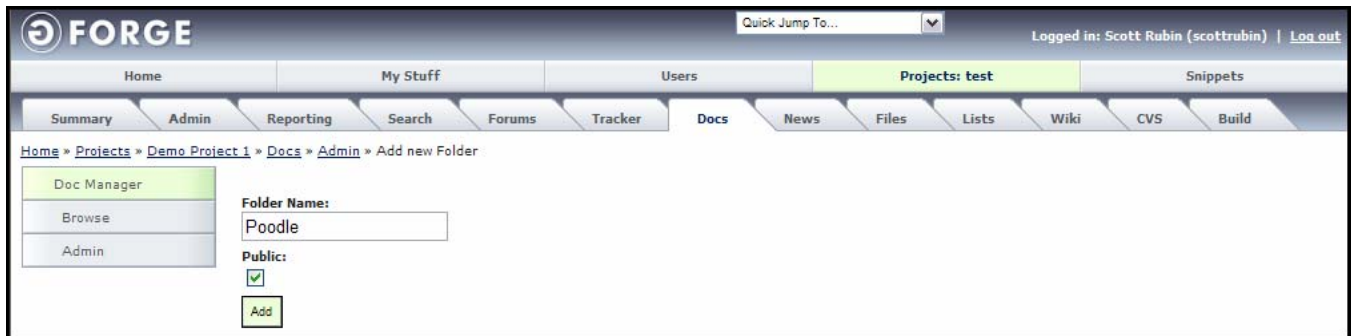 GFORGE
Quick Jump To...
Logged in: Scott Rubin (scottrubin) | Log out
Home My Stuff Users Projects: test Snippets
Summary Admin Reporting Search Forums Tracker Docs News Files Lists Wiki CVS Build
Home » Projects » Demo Project 1 » Docs » Admin » Add new Folder
Doc Manager
Browse
Admin
Folder Name:
Poodle
Public:
Add